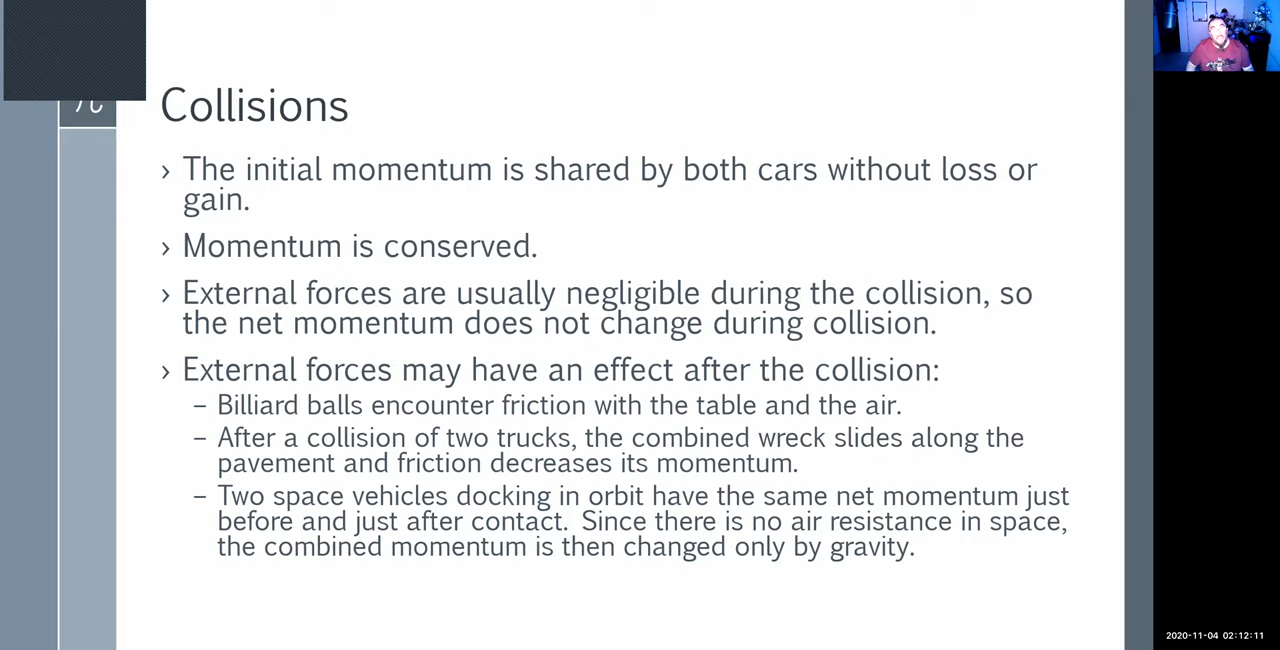 Collisions
› The initial momentum is shared by both cars without loss or
gain.
› Momentum is conserved.
› External forces are usually negligible during the collision, so
the net momentum does not change during collision.
› External forces may have an effect after the collision:
– Billiard balls encounter friction with the table and the air.
– After a collision of two trucks, the combined wreck slides along the
pavement and friction decreases its momentum.
– Two space vehicles docking in orbit have the same net momentum just
before and just after contact. Since there is no air resistance in space,
the combined momentum is then changed only by gravity.
2020-11-04 02:12:11